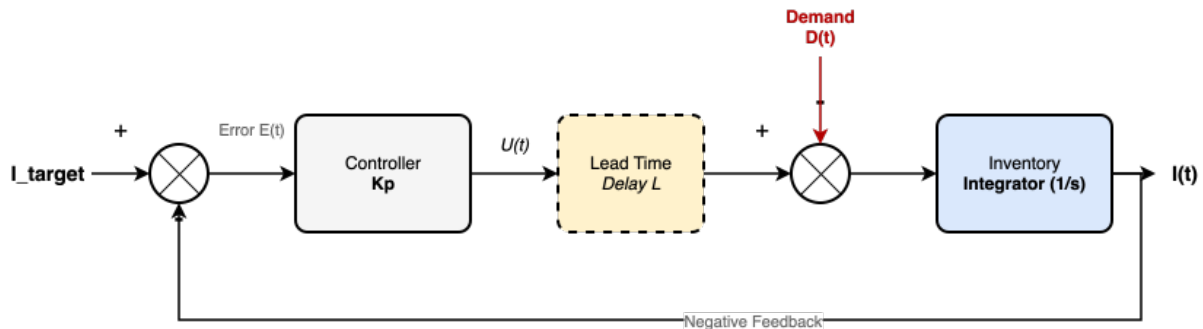 Demand
D(t)
+
Error E(t)
I_target
Controller
Kp
U(t)
Lead Time
Delay L
+
-
Inventory
Integrator (1/s)
I(t)
-
Negative Feedback